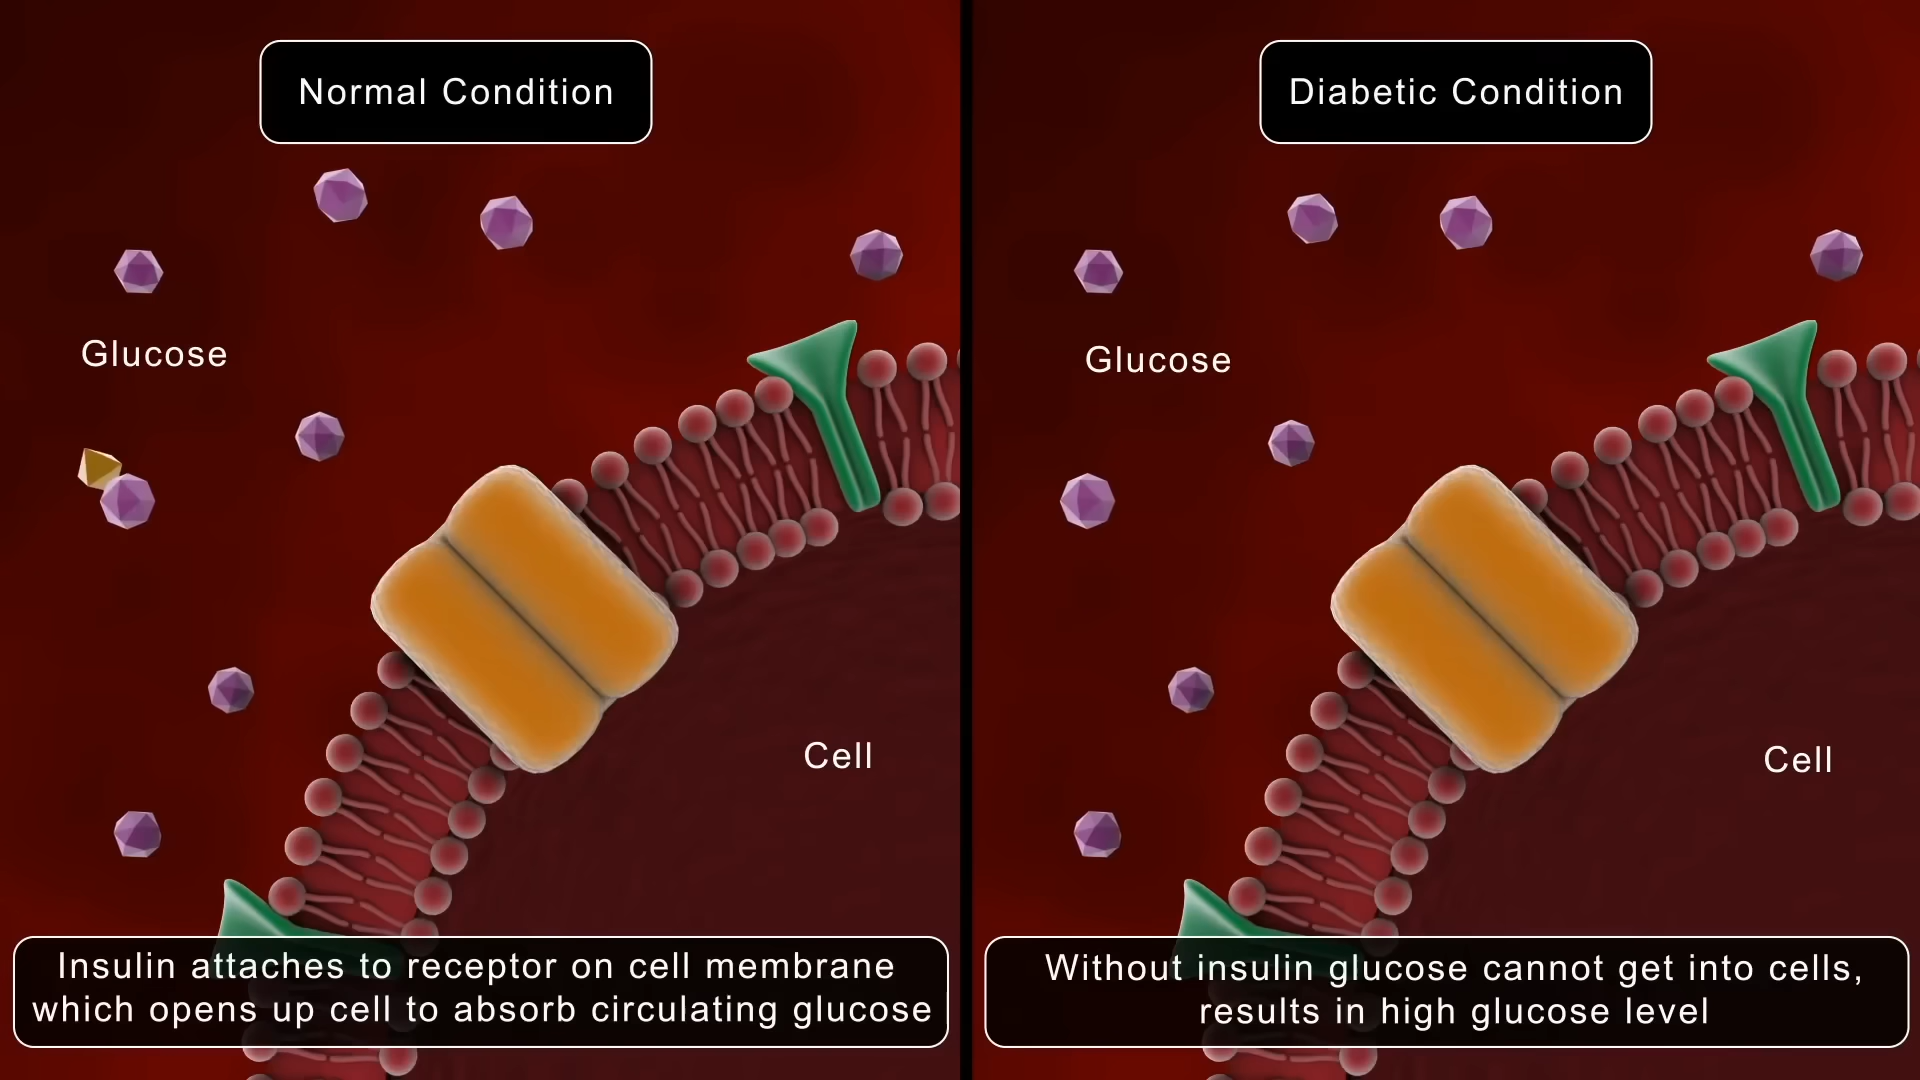 Normal Condition
Glucose
Cell
Insulin attaches to receptor on cell membrane
which opens up cell to absorb circulating glucose
Diabetic Condition
Glucose
Cell
Without insulin glucose cannot get into cells,
results in high glucose level